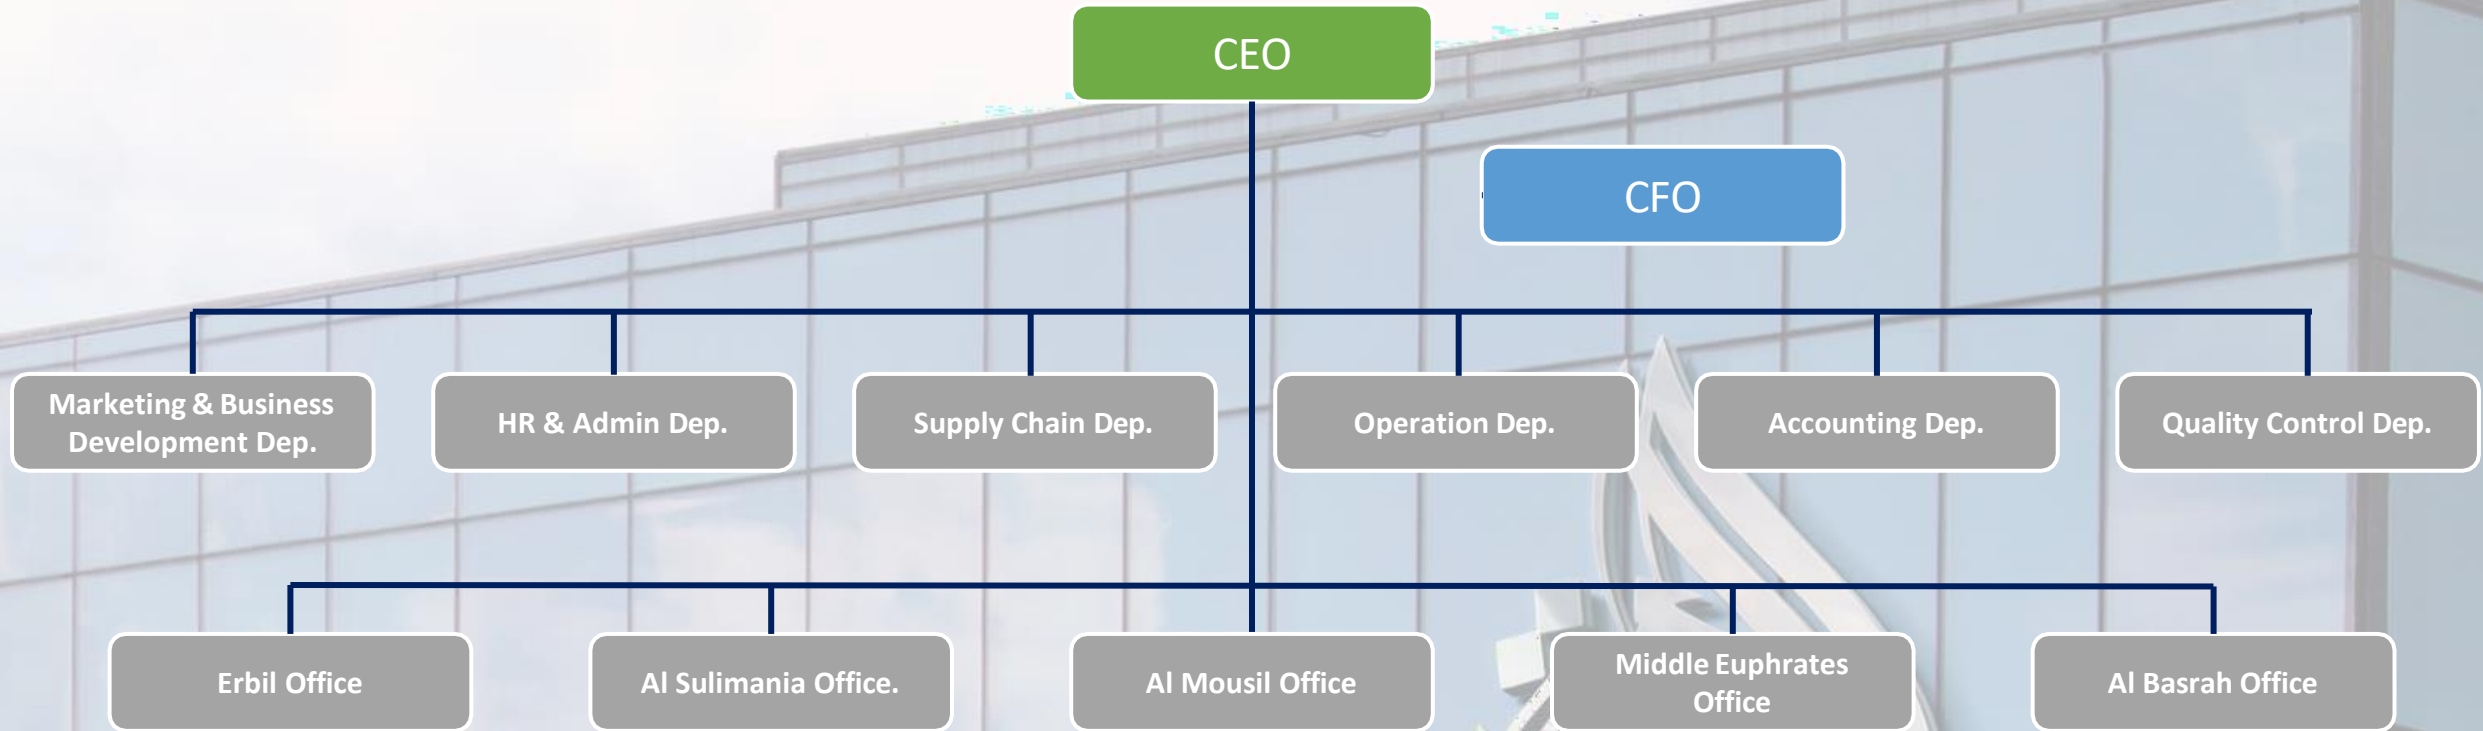 CEO
CFO
Marketing & Business
Development Dep.
HR & Admin Dep.
Supply Chain Dep.
Operation Dep.
Accounting Dep.
Quality Control Dep.
Erbil Office
Al Sulimania Office.
Al Mousil Office
Middle Euphrates
Office
Al Basrah Office